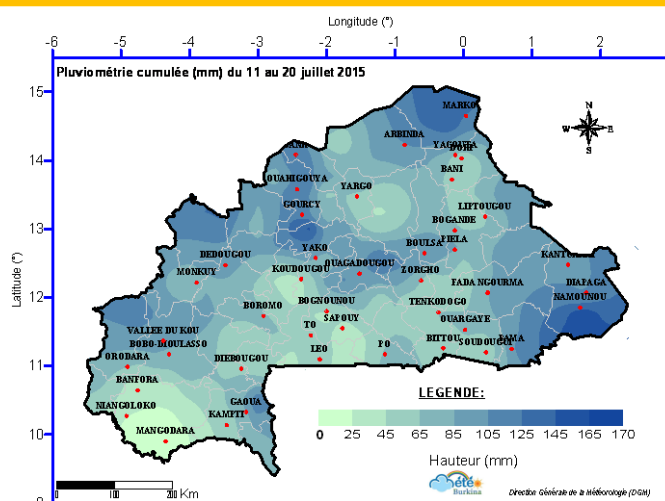 Longitude (°)
-6 -5 -4 -3 -2 -1 0 1 2
Pluviométrie cumulée (mm) du 11 au 20 juillet 2015
Latitude (°)
15
14
13
12
11
10
9
N
W E
S
MARKO
ARBINDA
DORI
BANI
OUAHIGOUYA
YARGO
GOURCY
LIPTOUGOU
BOGANDE
PIELA
YAKO
BOULSA
DEDOUGOU
OUAGADOUGOU
KOUDOUGOU
ZORGHO
MONKUY
FADA NGOURMA
DIAPAGA
NAMOUNOU
BOGNOUNOU
TENKODOGO
BOROMO
SAPOUY
OUARGAYE
TO
VALLEE DU KOU
BOBO-DIOULASSO
LEO
PO
BITTOU
SOUDOUGUI
PAMA
ORODARA
DIEBOUGOU
BANFORA
GAOUA
NIANGOLOKO
KAMPTI
MANGODARA
LEGENDE:
0 25 45 65 85 105 125 145 170
Hauteur (mm)
0 100 200 Km
météo
Burkina
Direction Générale de la Météorologie (DGM)